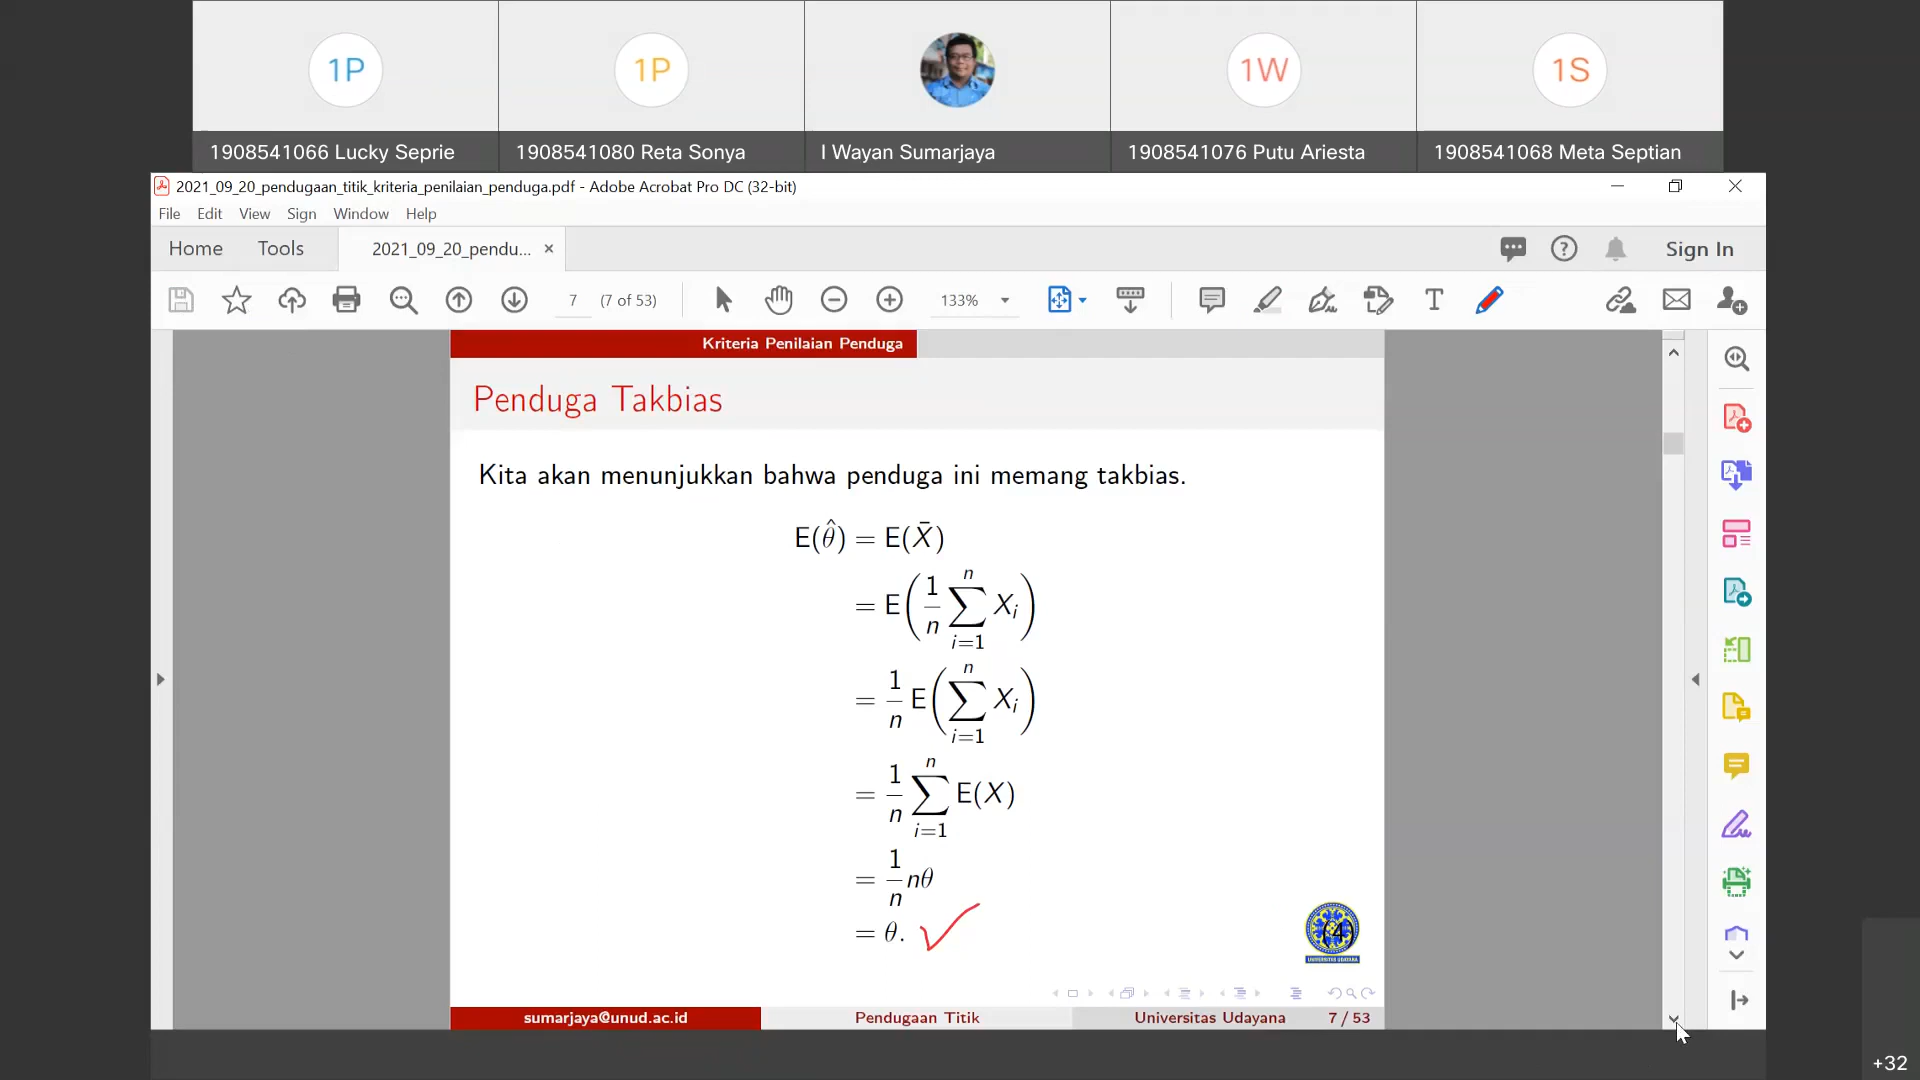 1P
1P
1W
1S
1908541066 Lucky Seprie
1908541080 Reta Sonya
I Wayan Sumarjaya
1908541076 Putu Ariesta
1908541068 Meta Septian
2021_09_20_pendugaan_titik_kriteria_penilaian_penduga.pdf - Adobe Acrobat Pro DC (32-bit)
File Edit View Sign Window Help
Home Tools 2021_09_20_pendu... × Sign In
7 (7 of 53) 133%
Kriteria Penilaian Penduga
Penduga Takbias
Kita akan menunjukkan bahwa penduga ini memang takbias.
E(θ̂) = E(X̄)
= E(1/n ∑_{i=1}^{n} X_i)
= 1/n E(∑_{i=1}^{n} X_i)
= 1/n ∑_{i=1}^{n} E(X)
= 1/n nθ
= θ. ✓
(4)
UNIVERSITAS UDAYANA
sumarjaya@unud.ac.id Pendugaan Titik Universitas Udayana 7 / 53
+32